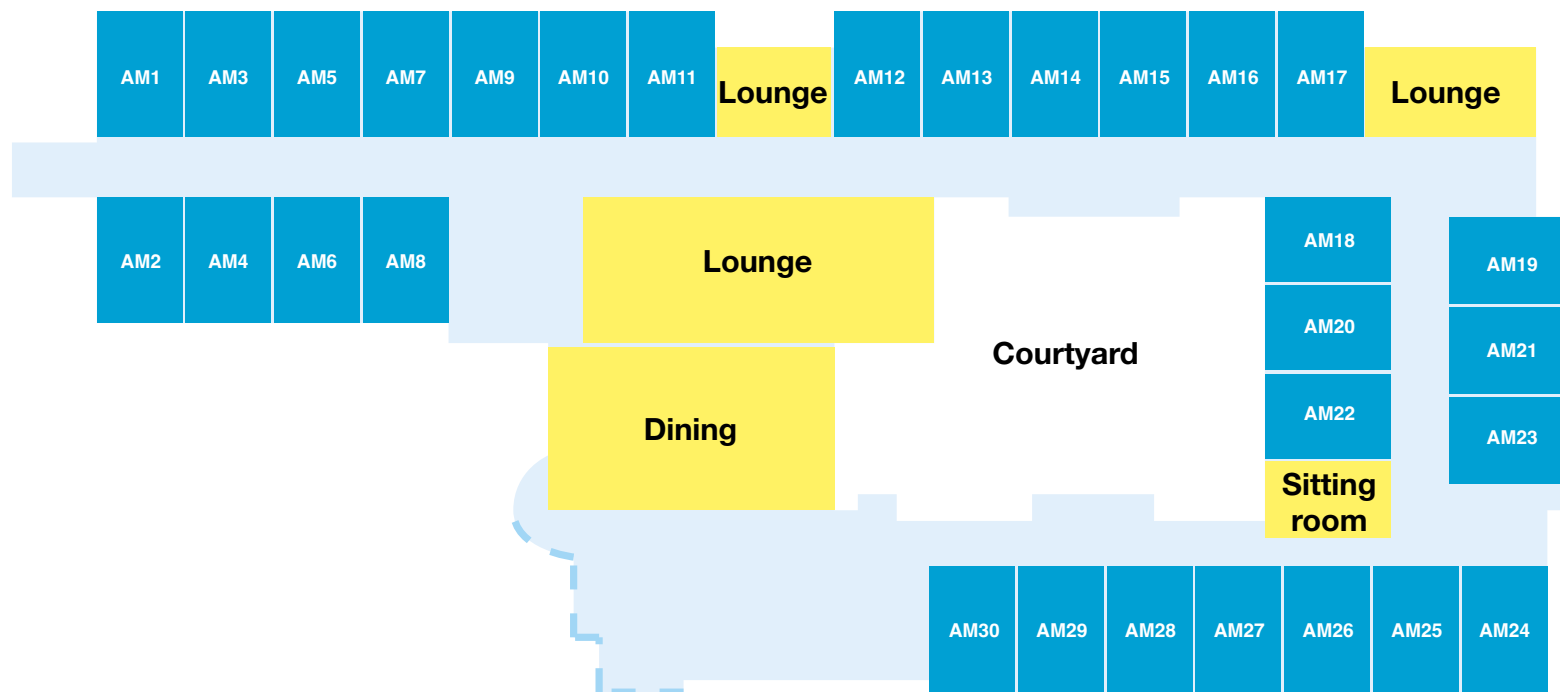 AM1
AM3
AM5
AM7
AM9
AM10
AM11
Lounge
AM12
AM13
AM14
AM15
AM16
AM17
Lounge
AM2
AM4
AM6
AM8
Lounge
Courtyard
AM18
AM19
AM20
AM21
AM22
AM23
Dining
Sitting
room
AM30
AM29
AM28
AM27
AM26
AM25
AM24